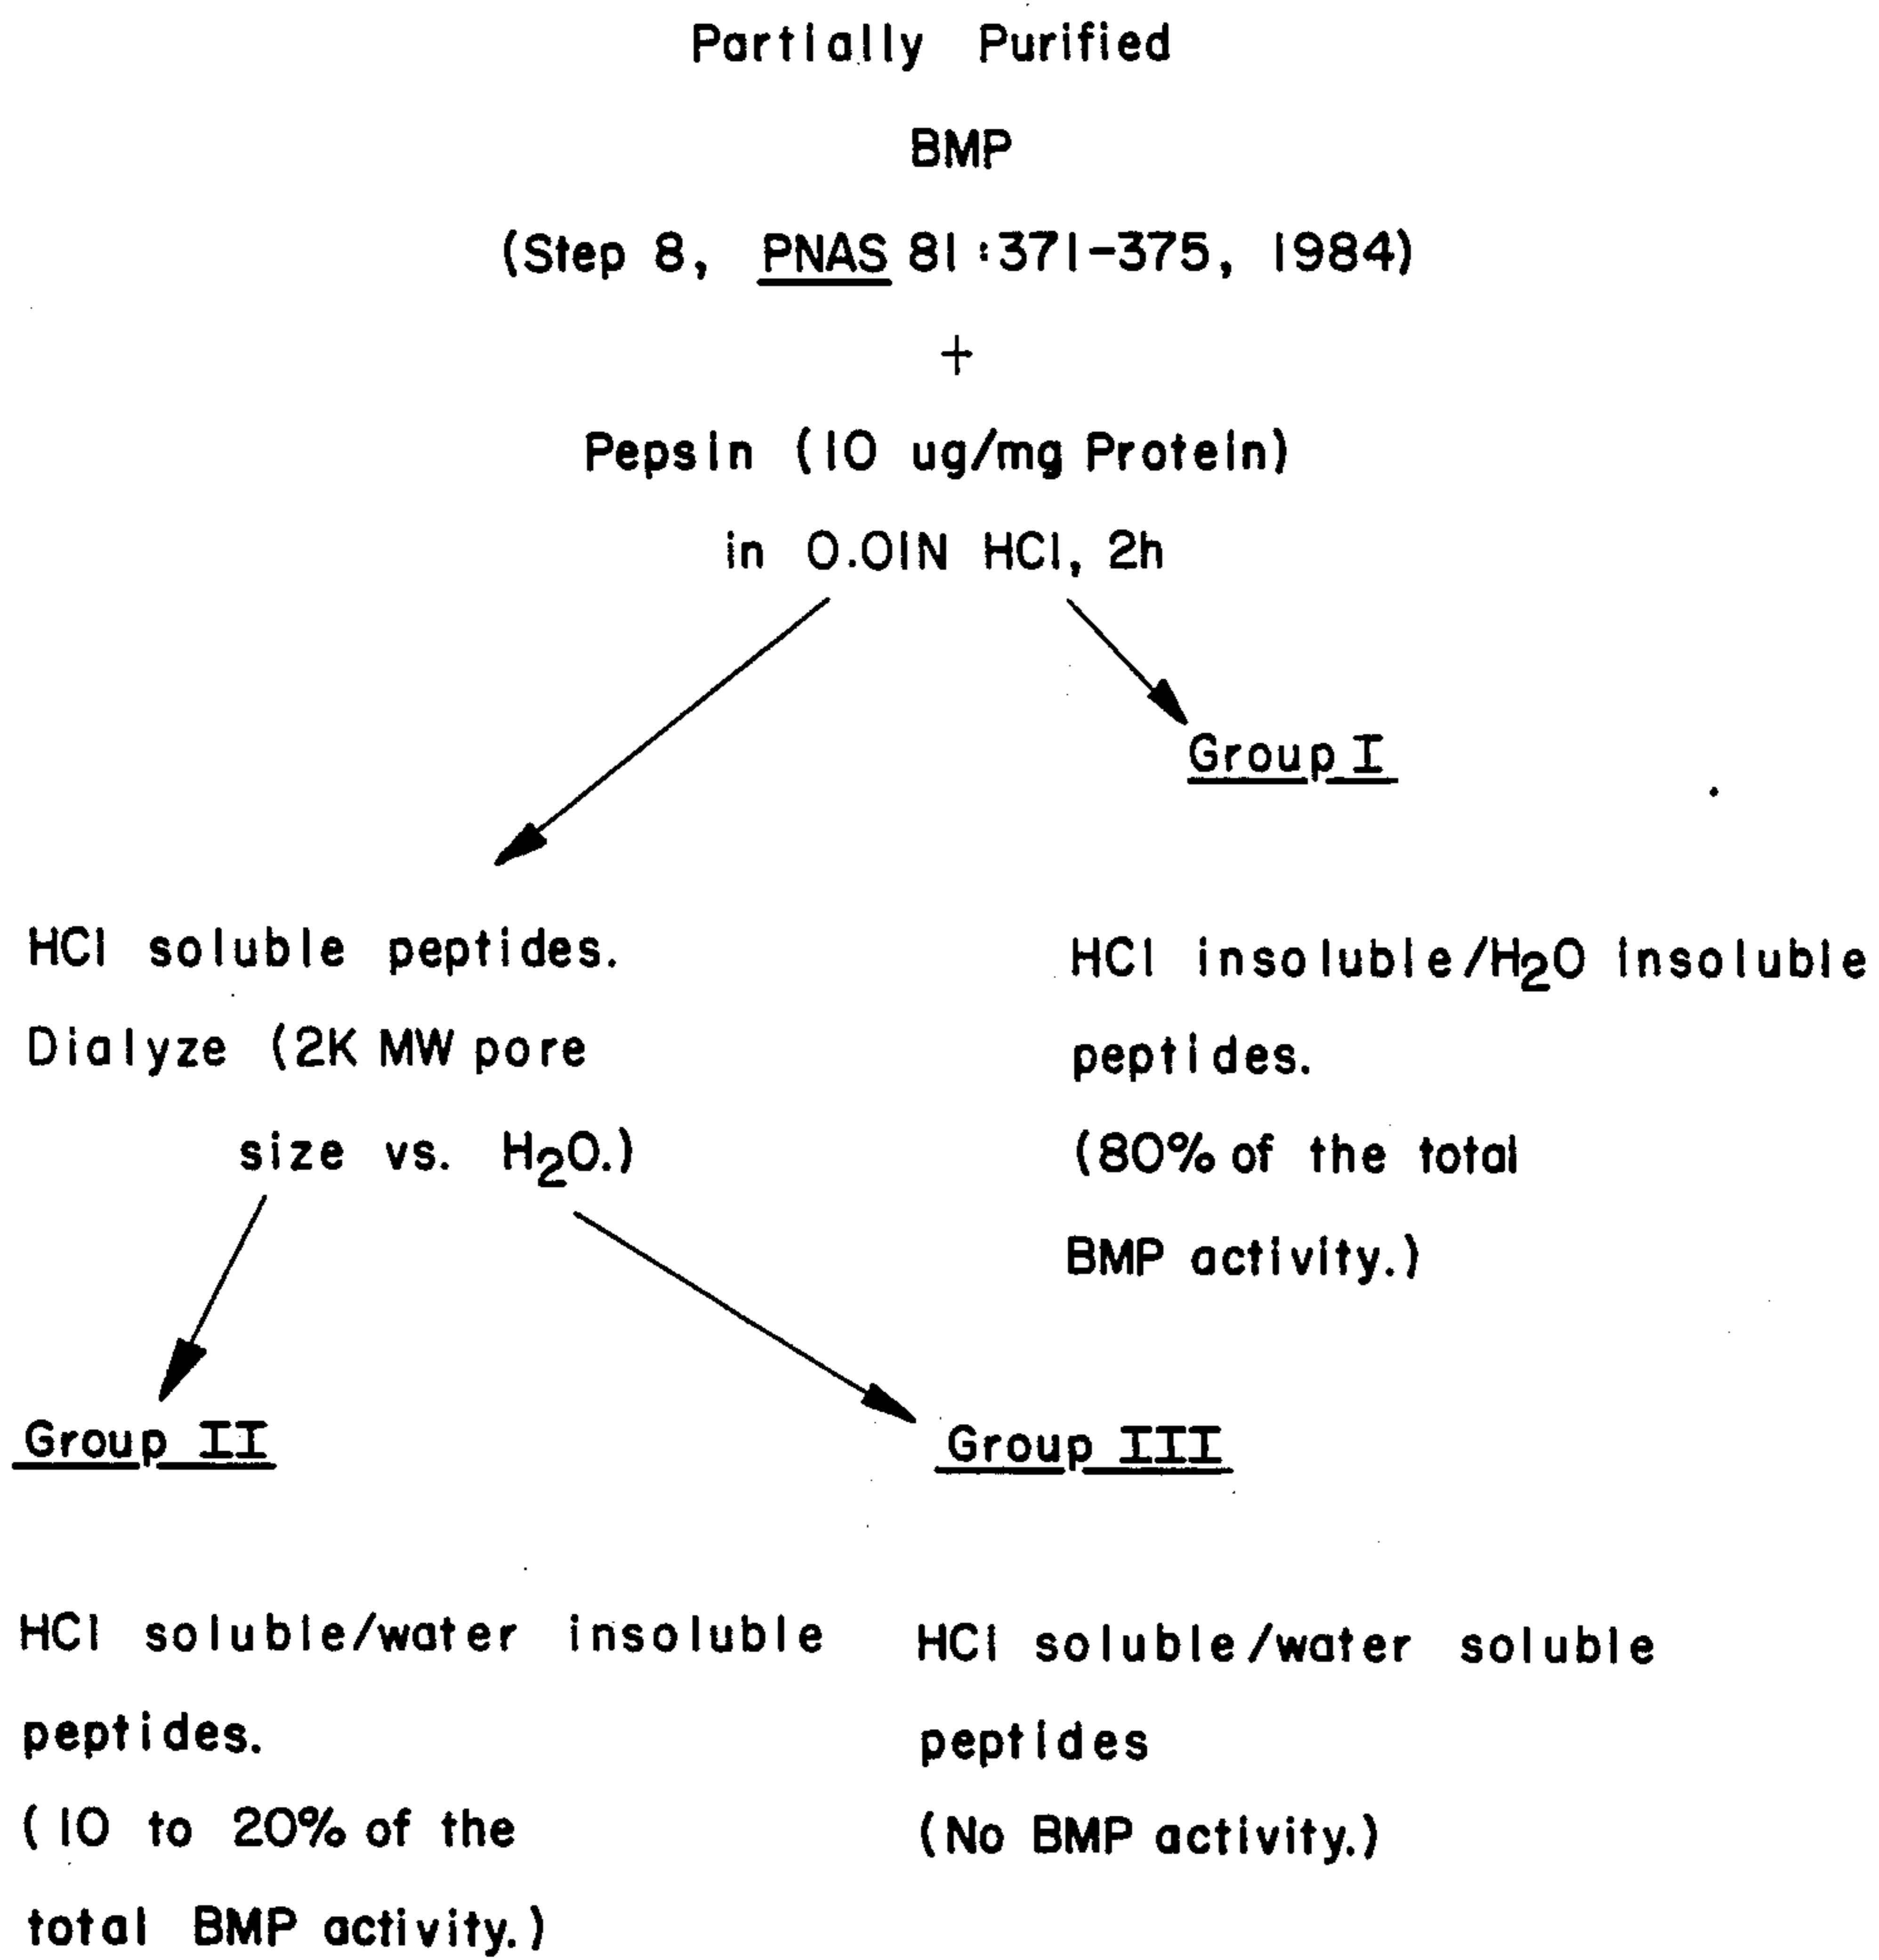 Partially Purified
BMP
(Step 8, PNAS 81:371-375, 1984)
+
Pepsin (10 ug/mg Protein)
in 0.01N HCl, 2h
Group I
HCl soluble peptides.
Dialyze (2K MW pore
size vs. H2O.)
HCl insoluble/H2O insoluble
peptides.
(80% of the total
BMP activity.)
Group II
HCl soluble/water insoluble
peptides.
(10 to 20% of the
total BMP activity.)
Group III
HCl soluble/water soluble
peptides
(No BMP activity.)